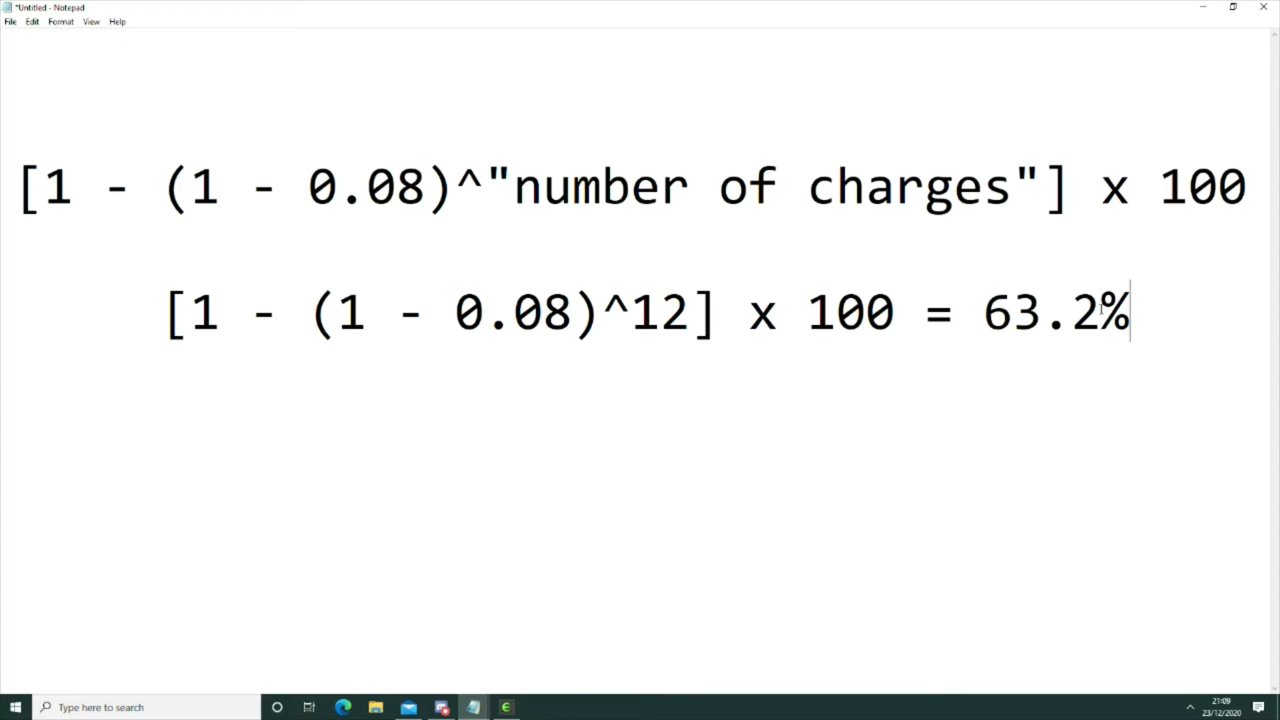 *Untitled - Notepad
File Edit Format View Help
[1 - (1 - 0.08)^"number of charges"] x 100
[1 - (1 - 0.08)^12] x 100 = 63.2%
Type here to search
21:09
23/12/2020